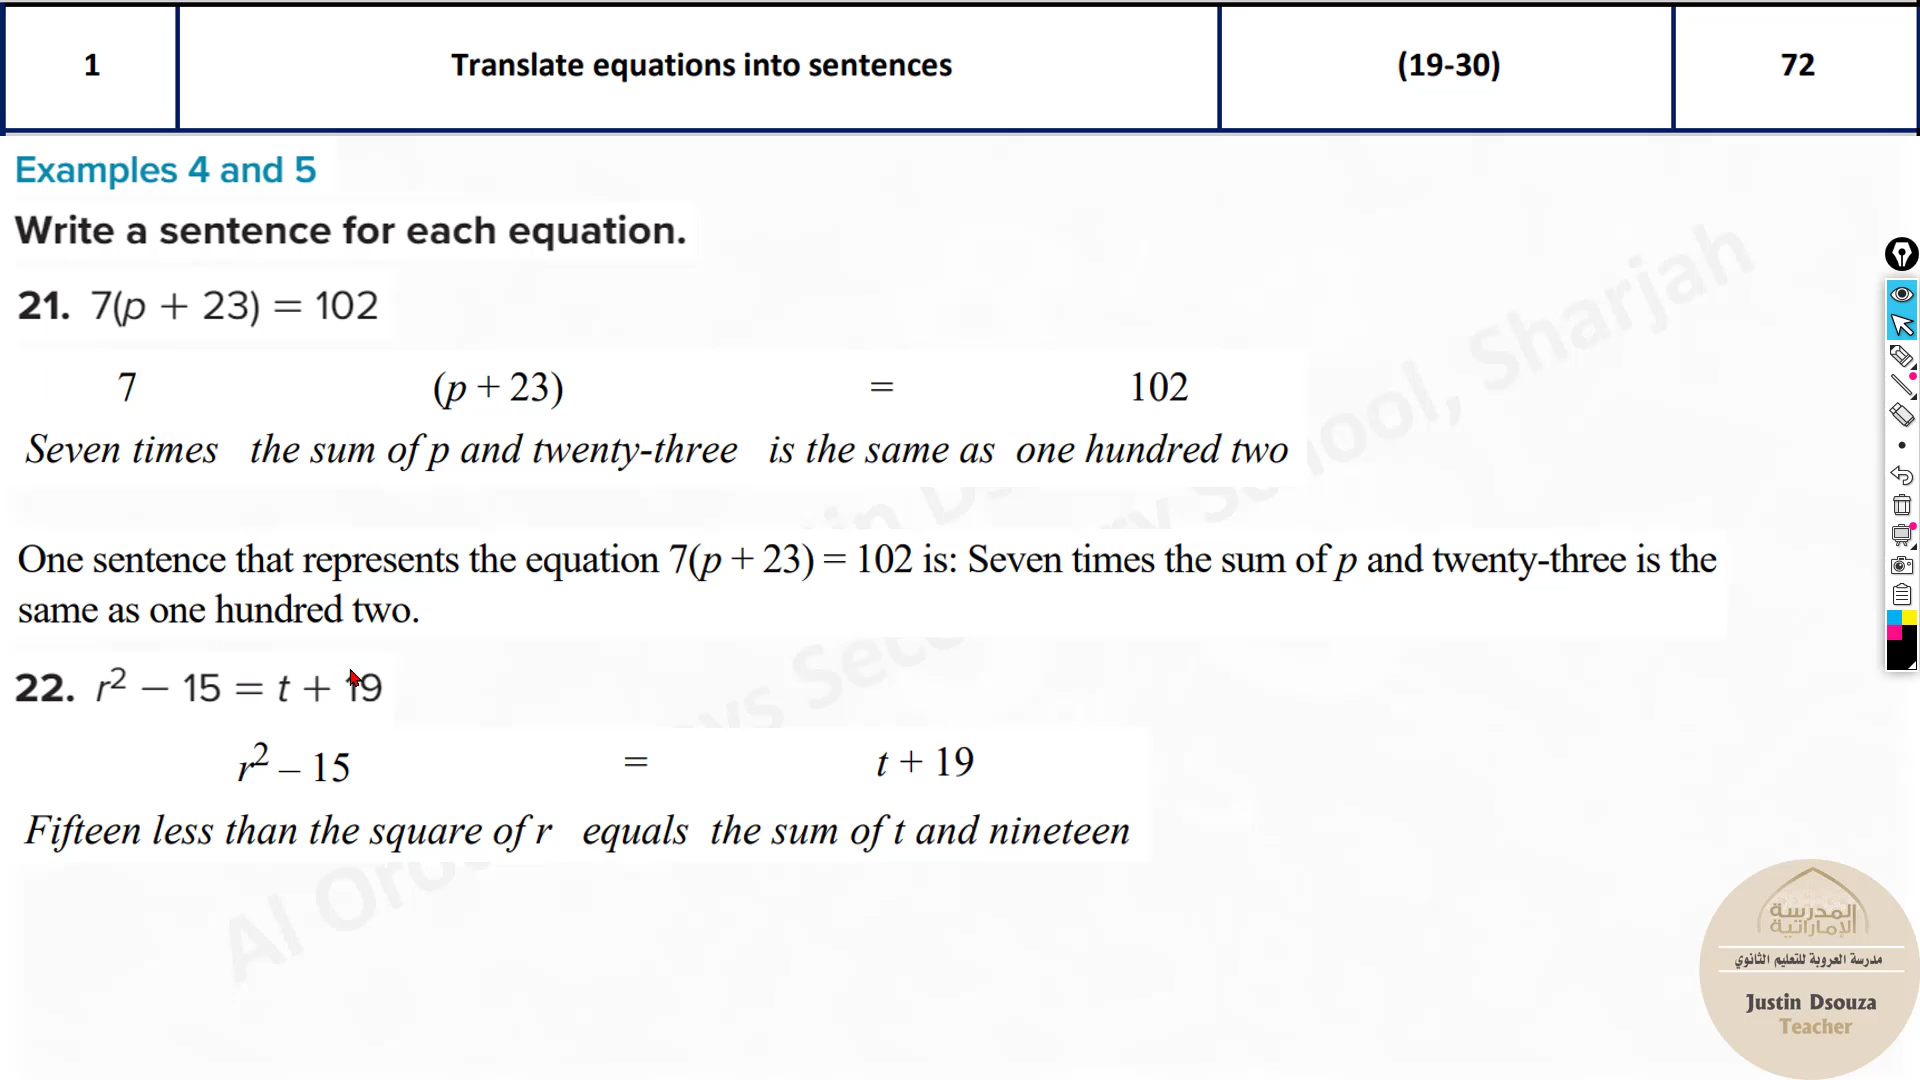 1 Translate equations into sentences (19-30) 72
Examples 4 and 5
Write a sentence for each equation.
21. 7(p + 23) = 102
7 (p + 23) = 102
Seven times the sum of p and twenty-three is the same as one hundred two
One sentence that represents the equation 7(p + 23) = 102 is: Seven times the sum of p and twenty-three is the
same as one hundred two.
22. r² − 15 = t + 19
r² – 15 = t + 19
Fifteen less than the square of r equals the sum of t and nineteen
المدرسة
الإماراتية
مدرسة العروبة للتعليم الثانوي
Justin Dsouza
Teacher